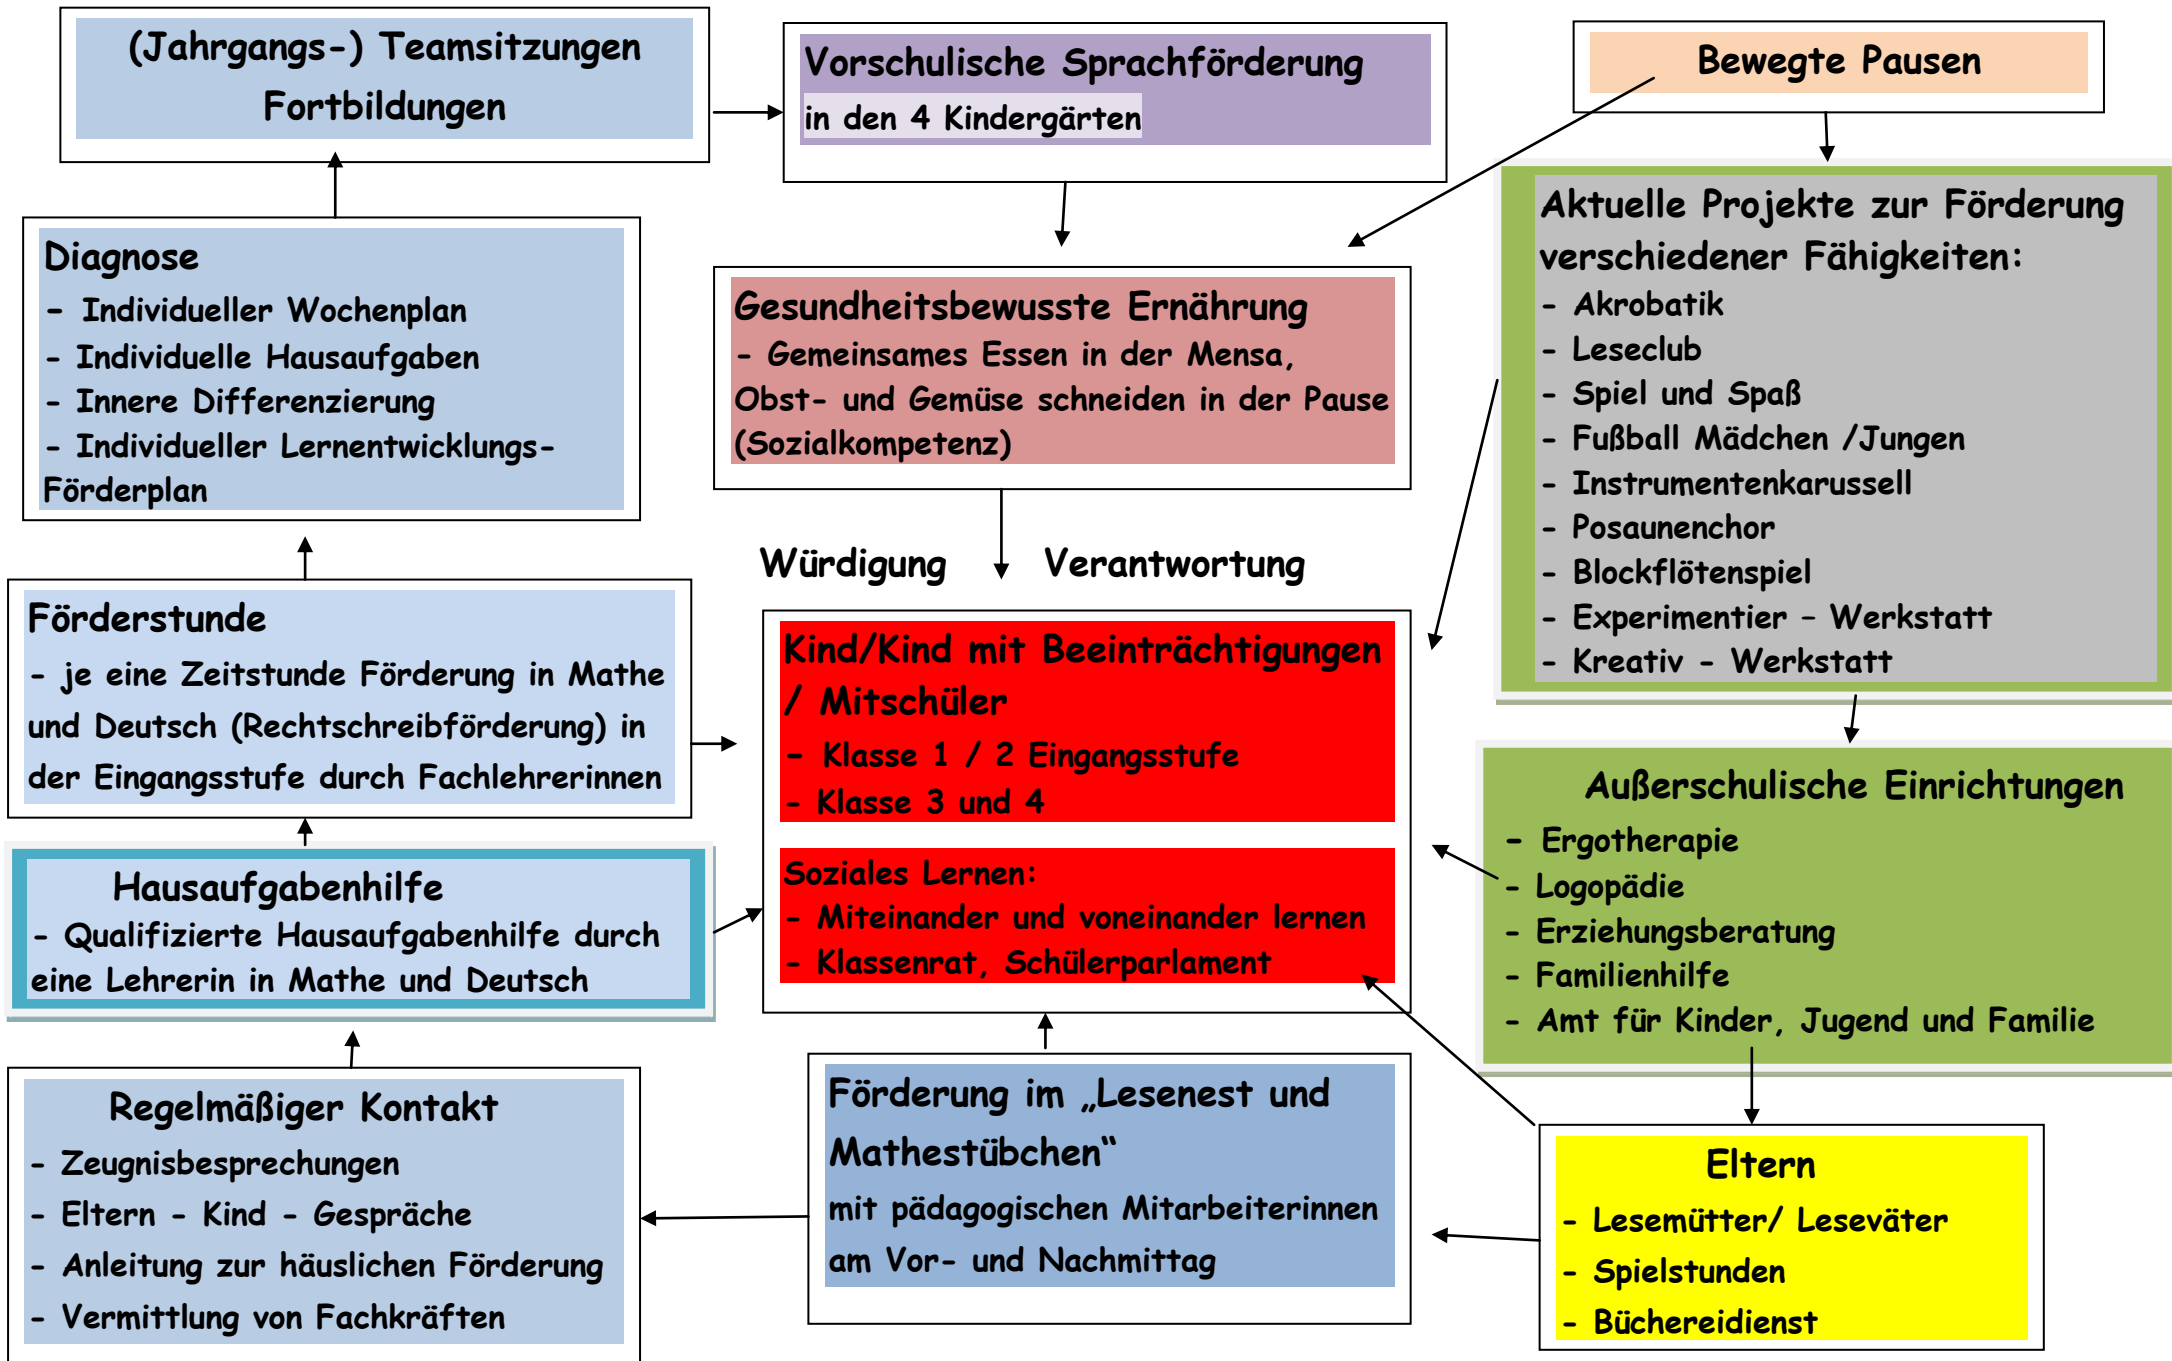 (Jahrgangs-) Teamsitzungen
Fortbildungen
Vorschulische Sprachförderung
in den 4 Kindergärten
Bewegte Pausen
Diagnose
- Individueller Wochenplan
- Individuelle Hausaufgaben
- Innere Differenzierung
- Individueller Lernentwicklungs-
Förderplan
Gesundheitsbewusste Ernährung
- Gemeinsames Essen in der Mensa,
Obst- und Gemüse schneiden in der Pause
(Sozialkompetenz)
Aktuelle Projekte zur Förderung
verschiedener Fähigkeiten:
- Akrobatik
- Leseclub
- Spiel und Spaß
- Fußball Mädchen /Jungen
- Instrumentenkarussell
- Posaunenchor
- Blockflötenspiel
- Experimentier – Werkstatt
- Kreativ - Werkstatt
Würdigung Verantwortung
Förderstunde
- je eine Zeitstunde Förderung in Mathe
und Deutsch (Rechtschreibförderung) in
der Eingangsstufe durch Fachlehrerinnen
Kind/Kind mit Beeinträchtigungen
/ Mitschüler
- Klasse 1 / 2 Eingangsstufe
- Klasse 3 und 4
Soziales Lernen:
- Miteinander und voneinander lernen
- Klassenrat, Schülerparlament
Außerschulische Einrichtungen
- Ergotherapie
- Logopädie
- Erziehungsberatung
- Familienhilfe
- Amt für Kinder, Jugend und Familie
Hausaufgabenhilfe
- Qualifizierte Hausaufgabenhilfe durch
eine Lehrerin in Mathe und Deutsch
Regelmäßiger Kontakt
- Zeugnisbesprechungen
- Eltern - Kind - Gespräche
- Anleitung zur häuslichen Förderung
- Vermittlung von Fachkräften
Förderung im „Lesenest und
Mathestübchen“
mit pädagogischen Mitarbeiterinnen
am Vor- und Nachmittag
Eltern
- Lesemütter/ Leseväter
- Spielstunden
- Büchereidienst